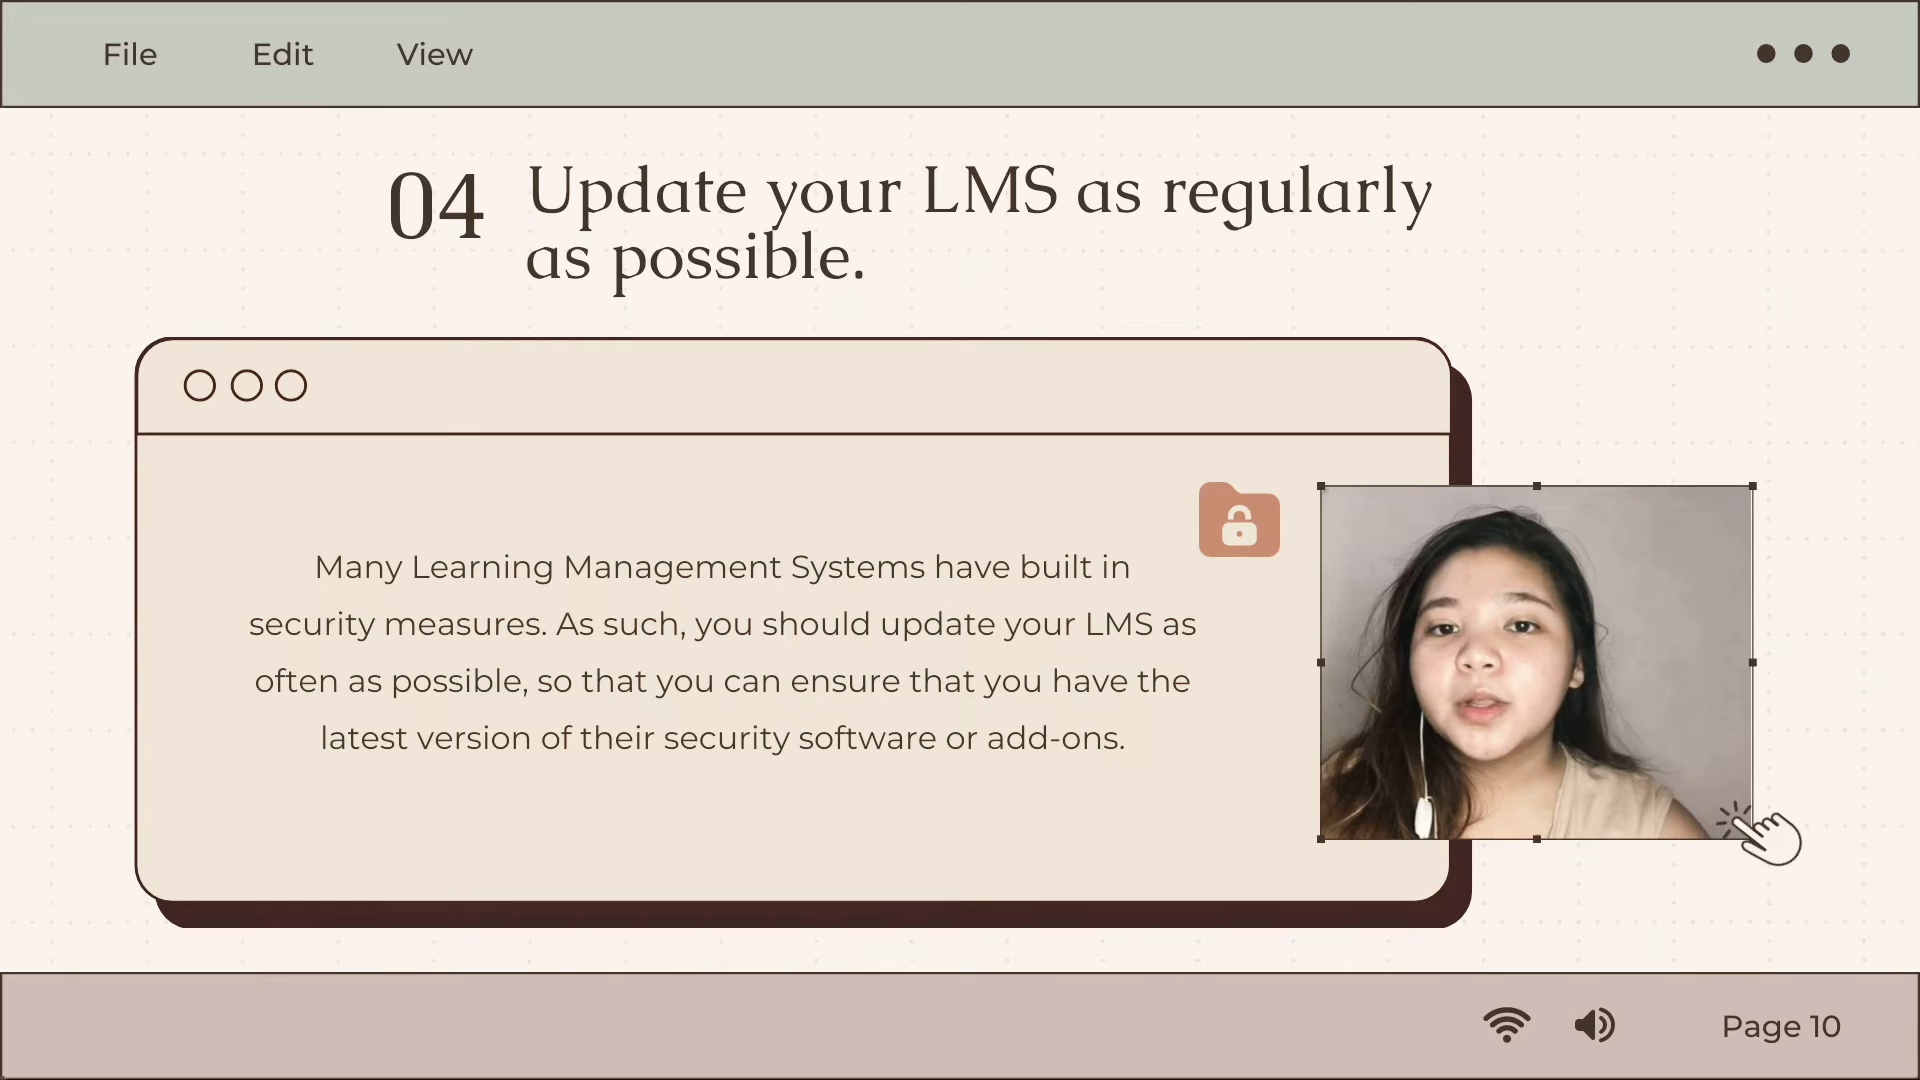 File Edit View
04 Update your LMS as regularly
as possible.
Many Learning Management Systems have built in
security measures. As such, you should update your LMS as
often as possible, so that you can ensure that you have the
latest version of their security software or add-ons.
Page 10